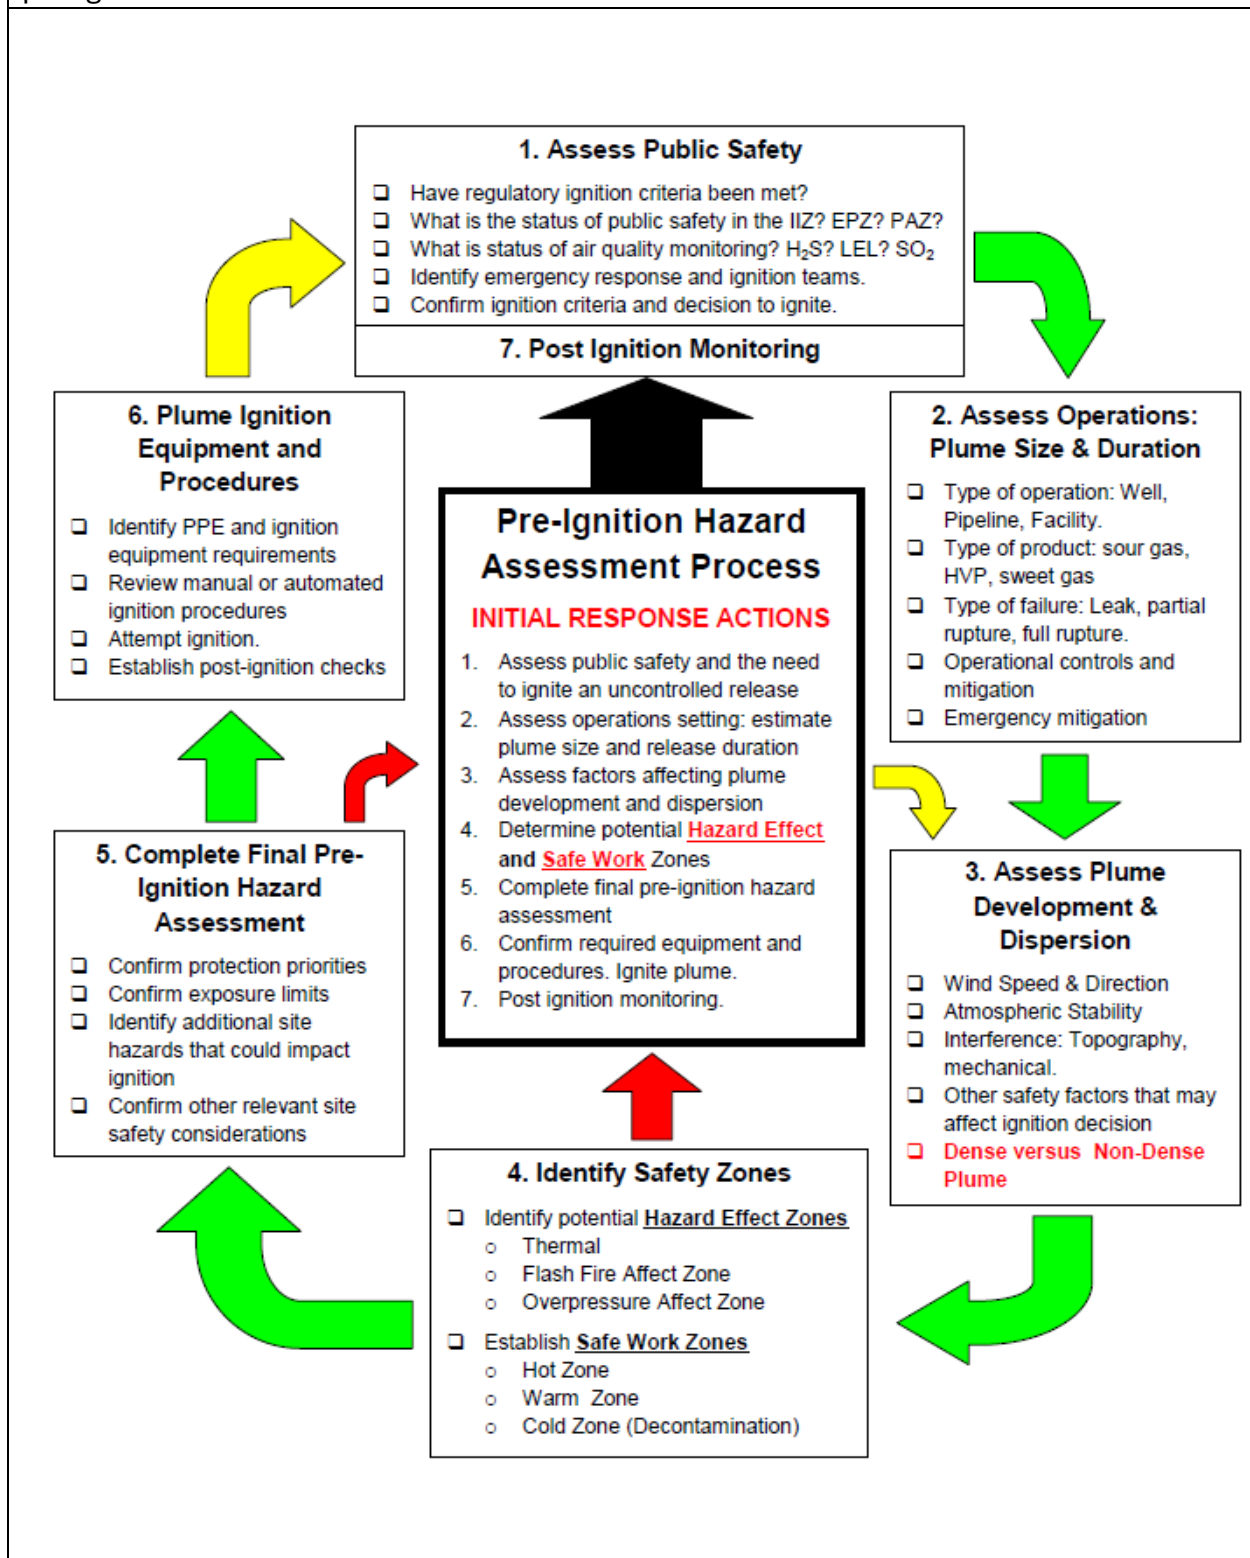 1. Assess Public Safety
❑ Have regulatory ignition criteria been met?
❑ What is the status of public safety in the IIZ? EPZ? PAZ?
❑ What is status of air quality monitoring? H₂S? LEL? SO₂
❑ Identify emergency response and ignition teams.
❑ Confirm ignition criteria and decision to ignite.
7. Post Ignition Monitoring
2. Assess Operations:
Plume Size & Duration
❑ Type of operation: Well,
Pipeline, Facility.
❑ Type of product: sour gas,
HVP, sweet gas
❑ Type of failure: Leak, partial
rupture, full rupture.
❑ Operational controls and
mitigation
❑ Emergency mitigation
3. Assess Plume
Development &
Dispersion
❑ Wind Speed & Direction
❑ Atmospheric Stability
❑ Interference: Topography,
mechanical.
❑ Other safety factors that may
affect ignition decision
❑ Dense versus Non-Dense
Plume
4. Identify Safety Zones
❑ Identify potential Hazard Effect Zones
o Thermal
o Flash Fire Affect Zone
o Overpressure Affect Zone
❑ Establish Safe Work Zones
o Hot Zone
o Warm Zone
o Cold Zone (Decontamination)
5. Complete Final Pre-
Ignition Hazard
Assessment
❑ Confirm protection priorities
❑ Confirm exposure limits
❑ Identify additional site
hazards that could impact
ignition
❑ Confirm other relevant site
safety considerations
6. Plume Ignition
Equipment and
Procedures
❑ Identify PPE and ignition
equipment requirements
❑ Review manual or automated
ignition procedures
❑ Attempt ignition.
❑ Establish post-ignition checks
Pre-Ignition Hazard
Assessment Process
INITIAL RESPONSE ACTIONS
1. Assess public safety and the need
to ignite an uncontrolled release
2. Assess operations setting: estimate
plume size and release duration
3. Assess factors affecting plume
development and dispersion
4. Determine potential Hazard Effect
and Safe Work Zones
5. Complete final pre-ignition hazard
assessment
6. Confirm required equipment and
procedures. Ignite plume.
7. Post ignition monitoring.